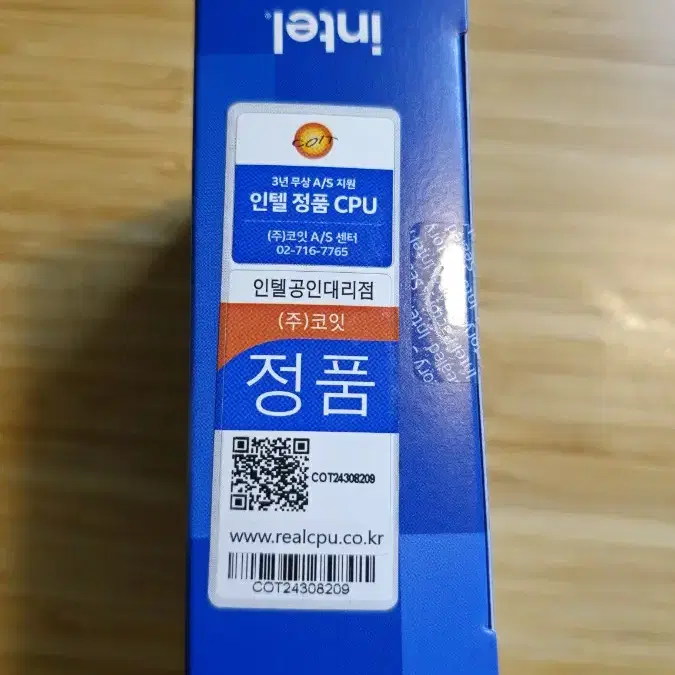 intel.
COIT
3년 무상 A/S 지원
인텔 정품 CPU
(주)코잇 A/S 센터
02-716-7765
인텔공인대리점
(주)코잇
정품
COT24308209
www.realcpu.co.kr
COT24308209